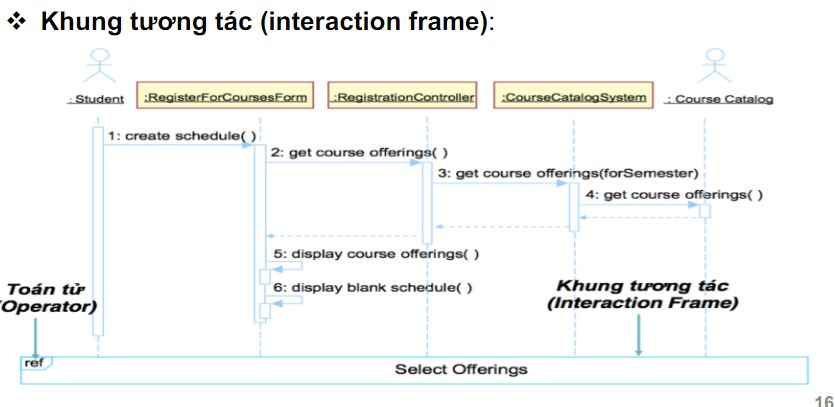 ❖ Khung tương tác (interaction frame):
: Student
:RegisterForCoursesForm
:RegistrationController
:CourseCatalogSystem
: Course Catalog
1: create schedule( )
2: get course offerings( )
3: get course offerings(forSemester)
4: get course offerings( )
5: display course offerings( )
6: display blank schedule( )
Toán tử
(Operator)
Khung tương tác
(Interaction Frame)
ref
Select Offerings
16